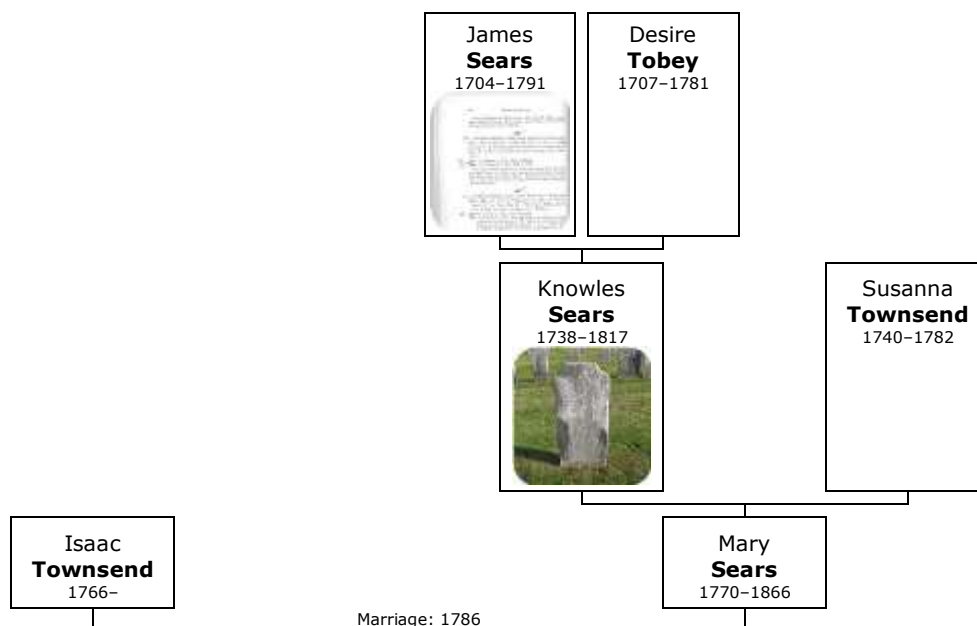 James
Sears
1704–1791
Desire
Tobey
1707–1781
Knowles
Sears
1738–1817
Susanna
Townsend
1740–1782
Isaac
Townsend
1766–
Mary
Sears
1770–1866
Marriage: 1786